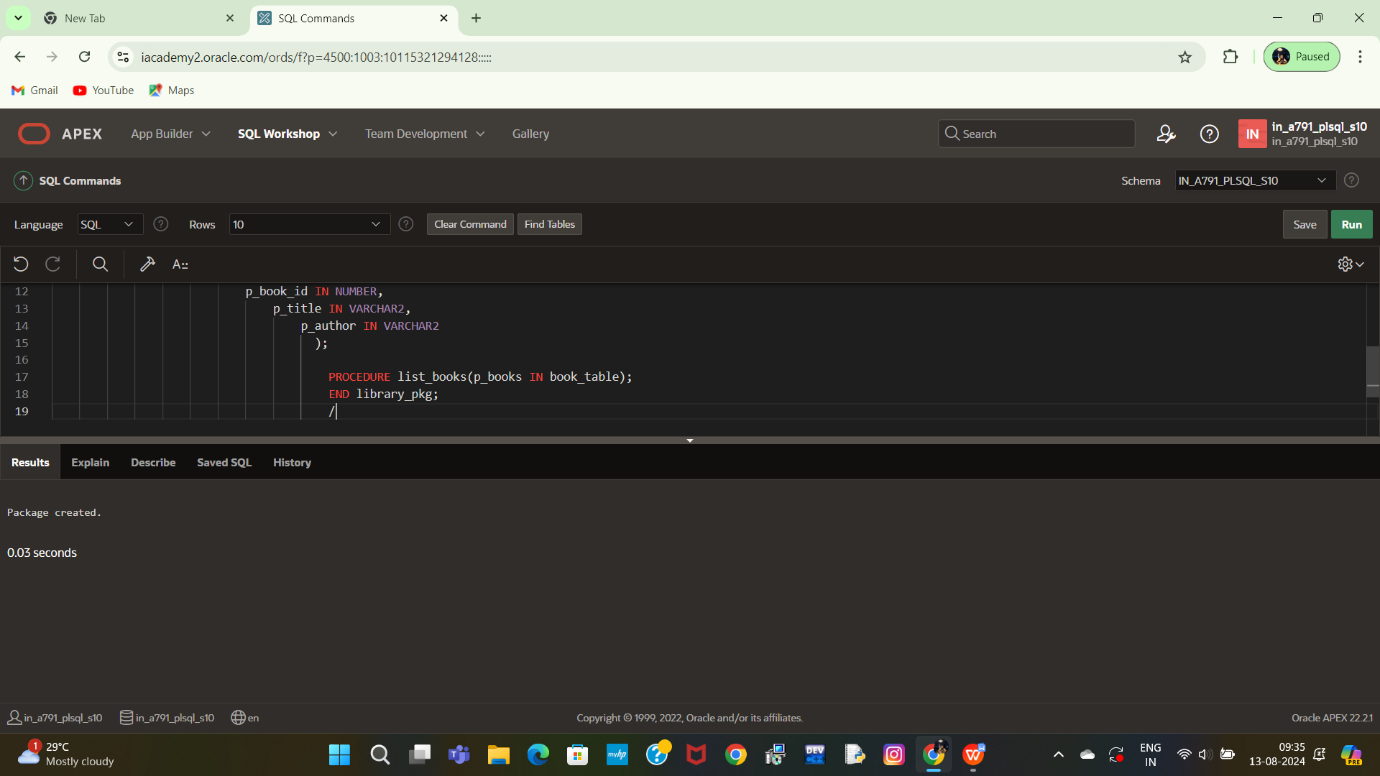 New Tab
SQL Commands
iacademy2.oracle.com/ords/f?p=4500:1003:10115321294128:::::
Paused
Gmail
YouTube
Maps
APEX
App Builder
SQL Workshop
Team Development
Gallery
Search
IN
in_a791_plsql_s10
in_a791_plsql_s10
SQL Commands
Schema
IN_A791_PLSQL_S10
Language
SQL
Rows
10
Clear Command
Find Tables
Save
Run
A::
12 p_book_id IN NUMBER,
13 p_title IN VARCHAR2,
14 p_author IN VARCHAR2
15 );
16
17 PROCEDURE list_books(p_books IN book_table);
18 END library_pkg;
19 /
Results
Explain
Describe
Saved SQL
History
Package created.
0.03 seconds
in_a791_plsql_s10
in_a791_plsql_s10
en
Copyright © 1999, 2022, Oracle and/or its affiliates.
Oracle APEX 22.2.1
1
29°C
Mostly cloudy
myhp
DEV
ENG
IN
09:35
13-08-2024
PRE